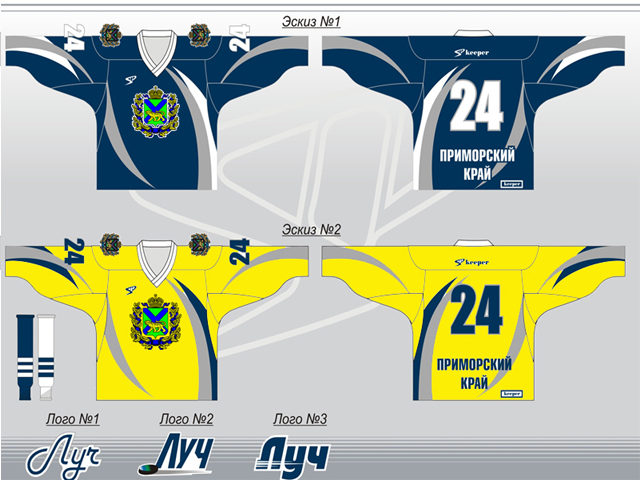 Эскиз №1
24
24
keeper
24
ПРИМОРСКИЙ
КРАЙ
keeper
Эскиз №2
24
24
keeper
24
ПРИМОРСКИЙ
КРАЙ
keeper
Лого №1 Лого №2 Лого №3
Луч ЛУЧ Луч